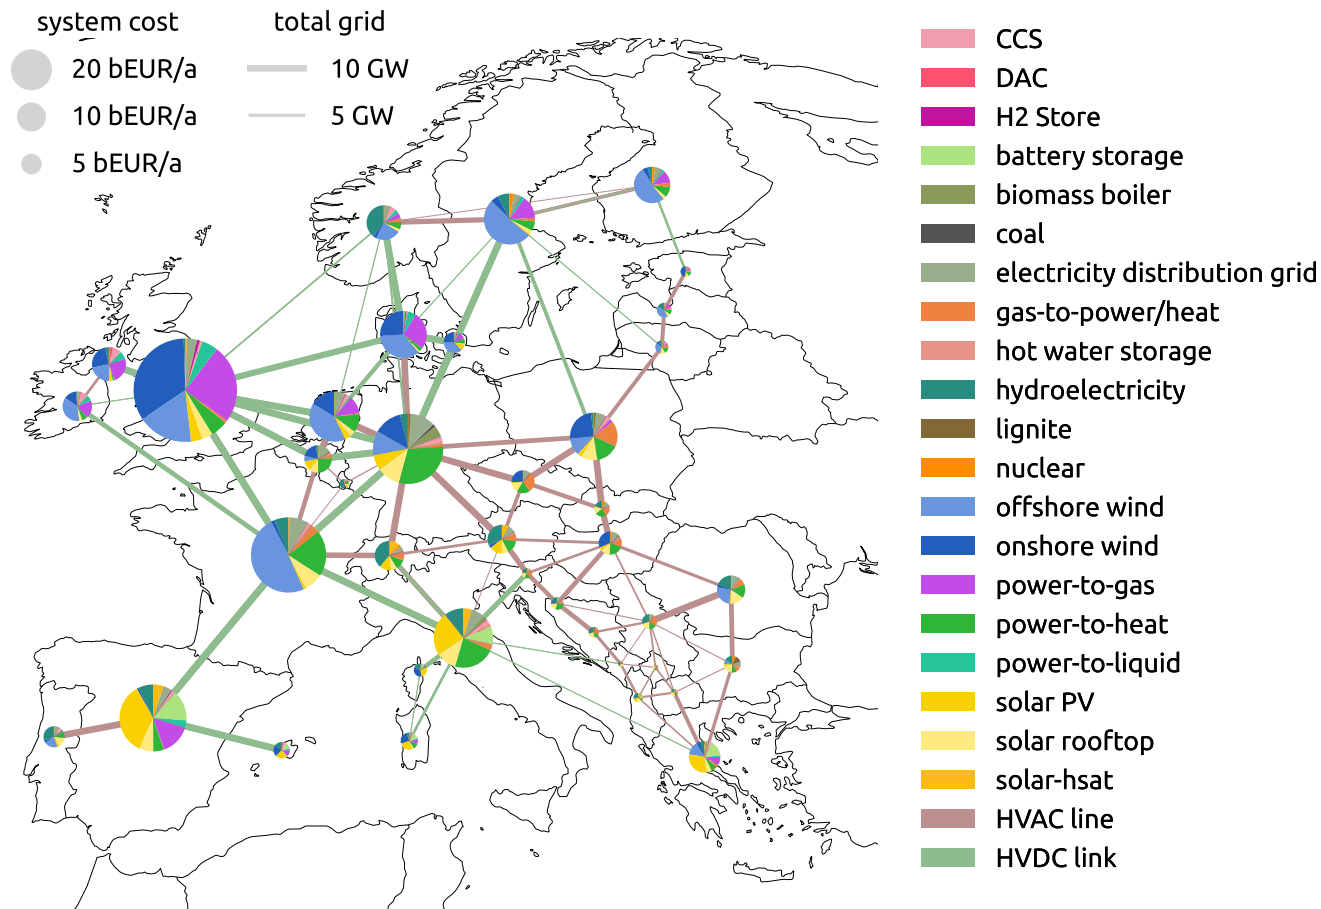 system cost
20 bEUR/a
10 bEUR/a
5 bEUR/a
total grid
10 GW
5 GW
CCS
DAC
H2 Store
battery storage
biomass boiler
coal
electricity distribution grid
gas-to-power/heat
hot water storage
hydroelectricity
lignite
nuclear
offshore wind
onshore wind
power-to-gas
power-to-heat
power-to-liquid
solar PV
solar rooftop
solar-hsat
HVAC line
HVDC link